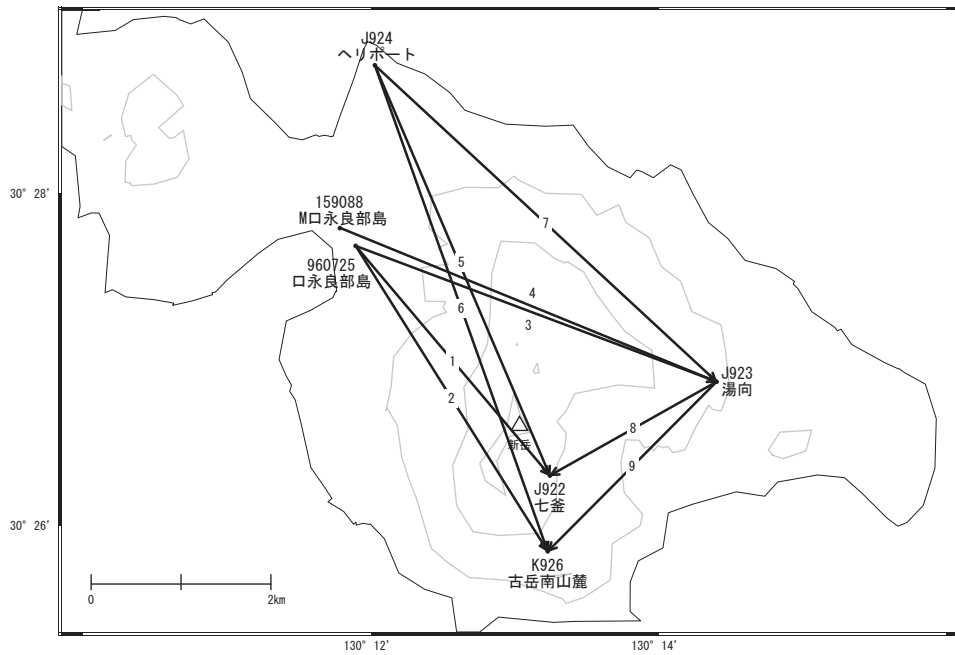 J924
ヘリポート
30° 28'
159088
M口永良部島
960725
口永良部島
7
5
4
6
3
1
2
J923
湯向
8
新岳
9
J922
七釜
30° 26'
K926
古岳南山麓
0
2km
130° 12'
130° 14'